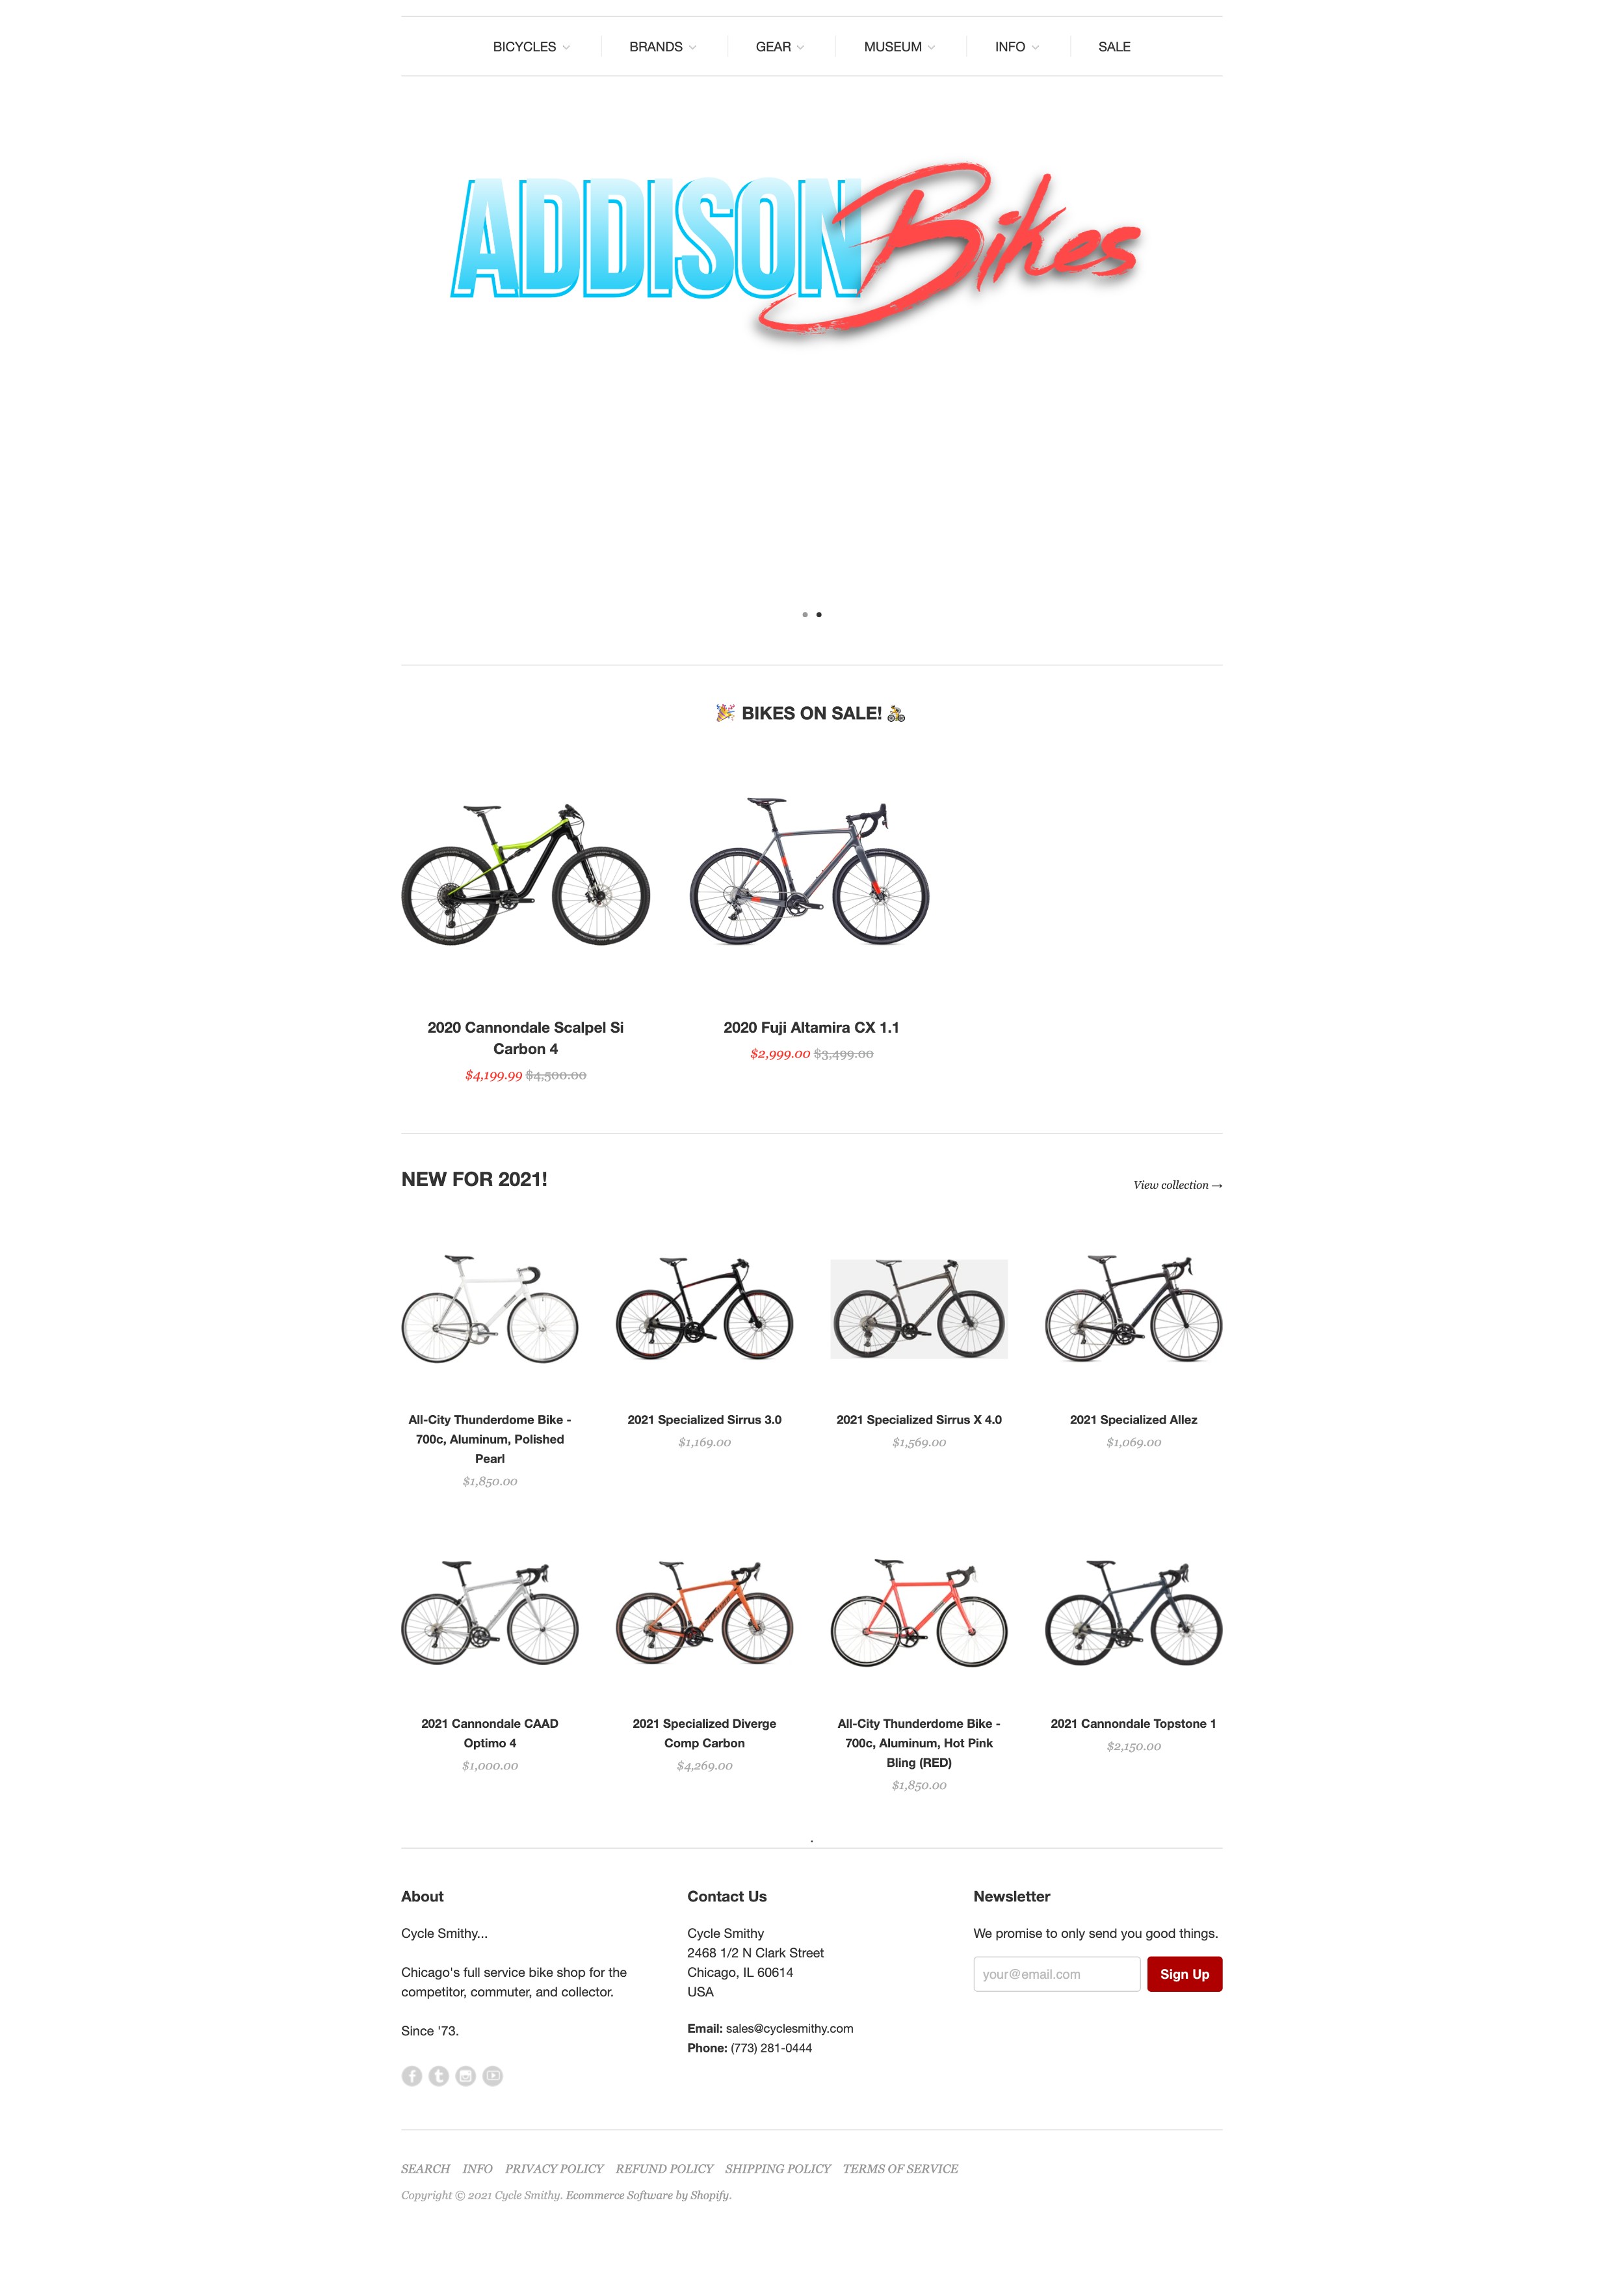 BICYCLES
BRANDS
GEAR
MUSEUM
INFO
SALE
ADDISON Bikes
BIKES ON SALE!
2020 Cannondale Scalpel Si
Carbon 4
$4,199.99 $4,500.00
2020 Fuji Altamira CX 1.1
$2,999.00 $3,499.00
NEW FOR 2021!
View collection →
All-City Thunderdome Bike -
700c, Aluminum, Polished
Pearl
$1,850.00
2021 Specialized Sirrus 3.0
$1,169.00
2021 Specialized Sirrus X 4.0
$1,569.00
2021 Specialized Allez
$1,069.00
2021 Cannondale CAAD
Optimo 4
$1,000.00
2021 Specialized Diverge
Comp Carbon
$4,269.00
All-City Thunderdome Bike -
700c, Aluminum, Hot Pink
Bling (RED)
$1,850.00
2021 Cannondale Topstone 1
$2,150.00
.
About
Cycle Smithy...
Chicago's full service bike shop for the
competitor, commuter, and collector.
Since '73.
Contact Us
Cycle Smithy
2468 1/2 N Clark Street
Chicago, IL 60614
USA
Email: sales@cyclesmithy.com
Phone: (773) 281-0444
Newsletter
We promise to only send you good things.
your@email.com
Sign Up
SEARCH INFO PRIVACY POLICY REFUND POLICY SHIPPING POLICY TERMS OF SERVICE
Copyright © 2021 Cycle Smithy. Ecommerce Software by Shopify.